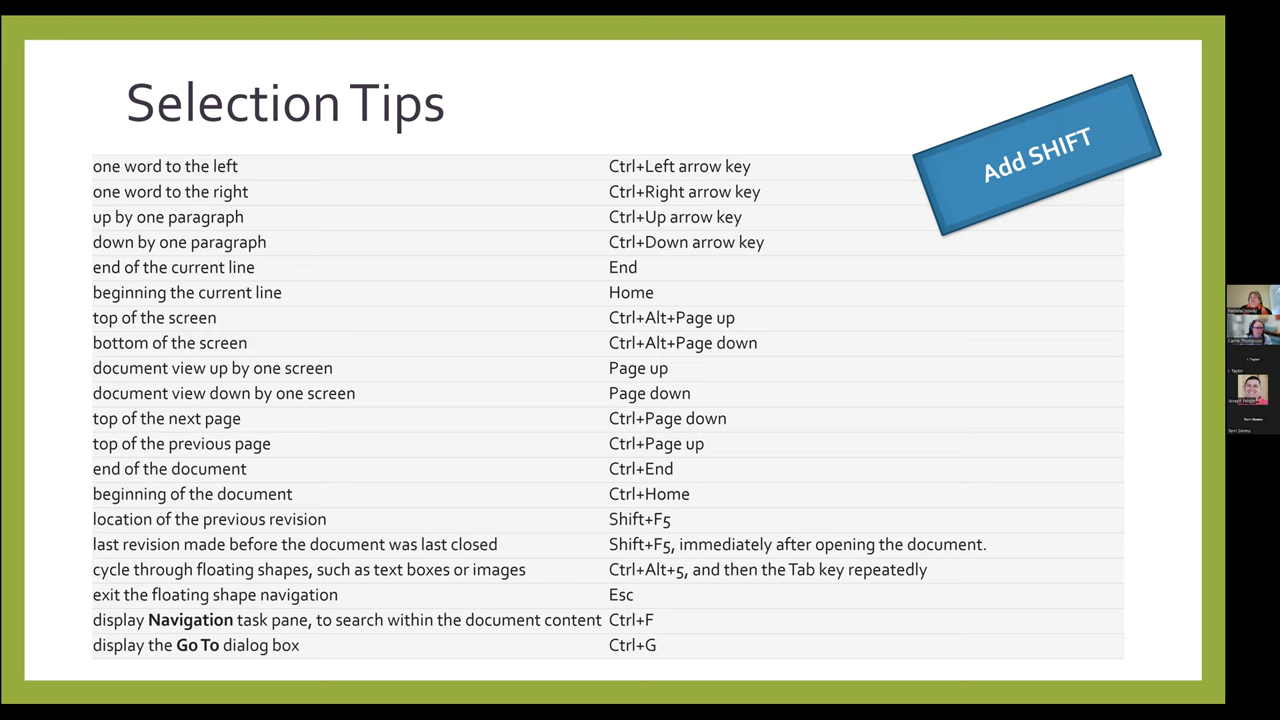 Selection Tips
Add SHIFT
one word to the left Ctrl+Left arrow key
one word to the right Ctrl+Right arrow key
up by one paragraph Ctrl+Up arrow key
down by one paragraph Ctrl+Down arrow key
end of the current line End
beginning the current line Home
top of the screen Ctrl+Alt+Page up
bottom of the screen Ctrl+Alt+Page down
document view up by one screen Page up
document view down by one screen Page down
top of the next page Ctrl+Page down
top of the previous page Ctrl+Page up
end of the document Ctrl+End
beginning of the document Ctrl+Home
location of the previous revision Shift+F5
last revision made before the document was last closed Shift+F5, immediately after opening the document.
cycle through floating shapes, such as text boxes or images Ctrl+Alt+5, and then the Tab key repeatedly
exit the floating shape navigation Esc
display Navigation task pane, to search within the document content Ctrl+F
display the Go To dialog box Ctrl+G
Carrie Thompson
I. Taylor
I. Taylor
Joseph
Terri Simms
Terri Simms